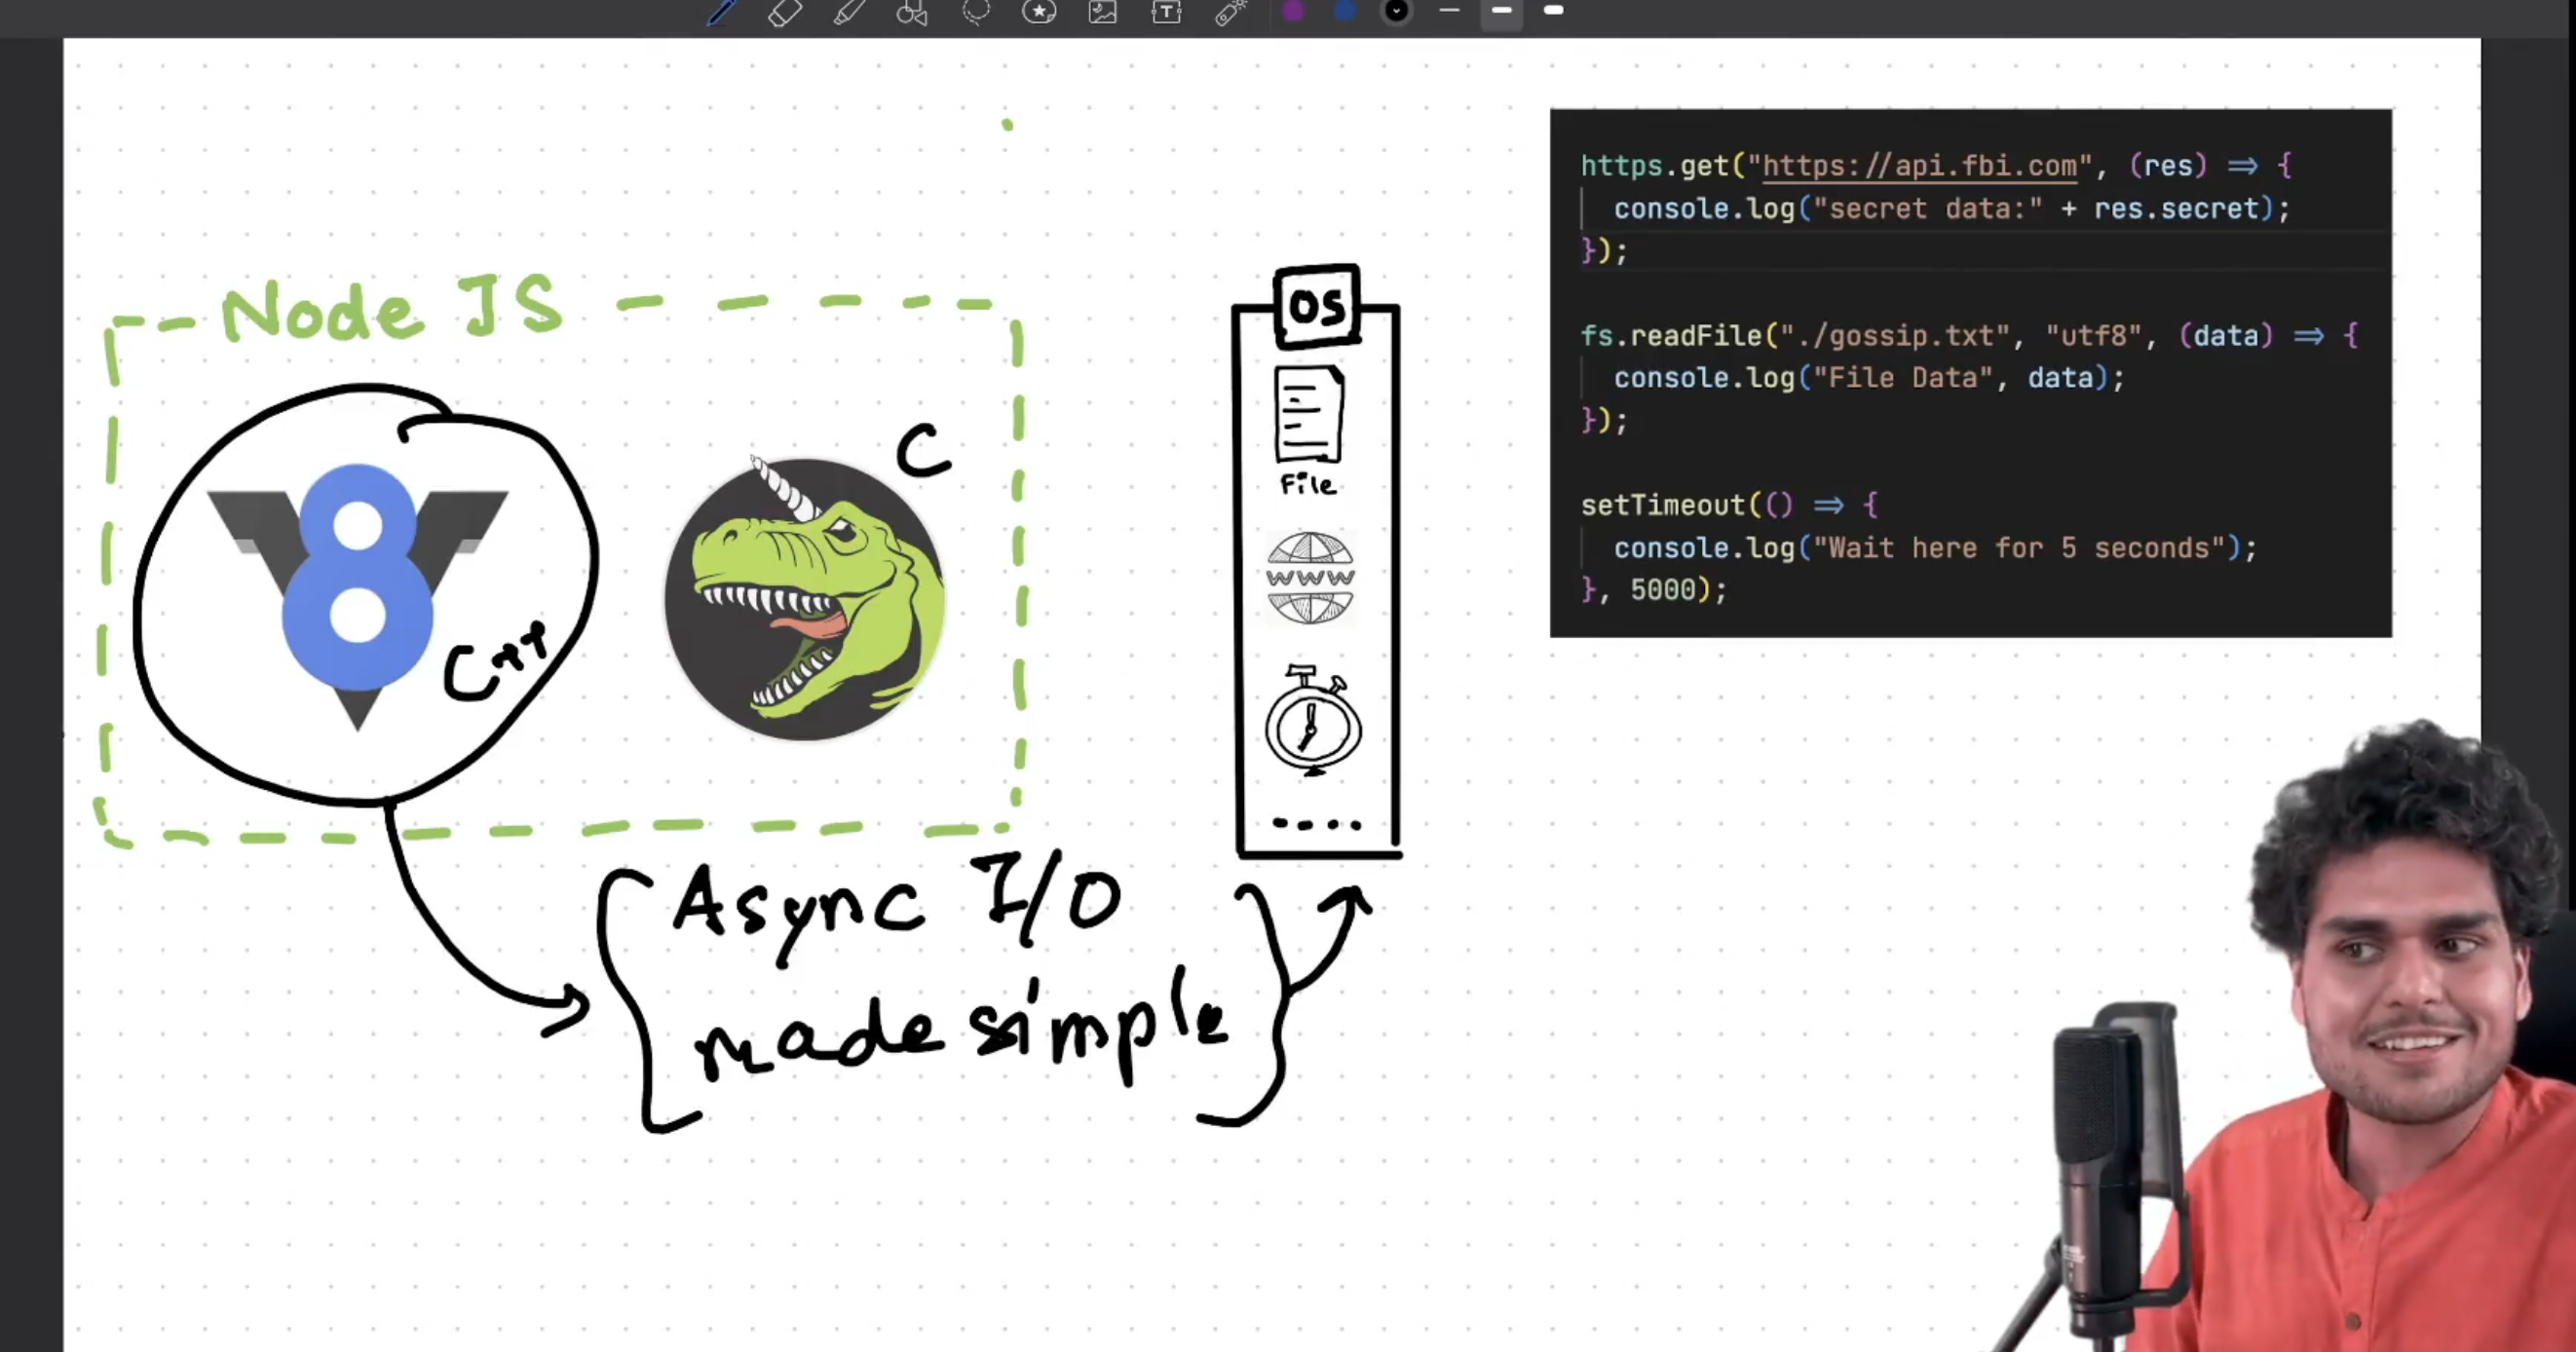 Node JS
8
C++
C
OS
File
WWW
....
Async I/O
made simple
https.get("https://api.fbi.com", (res) => {
console.log("secret data:" + res.secret);
});
fs.readFile("./gossip.txt", "utf8", (data) => {
console.log("File Data", data);
});
setTimeout(() => {
console.log("Wait here for 5 seconds");
}, 5000);